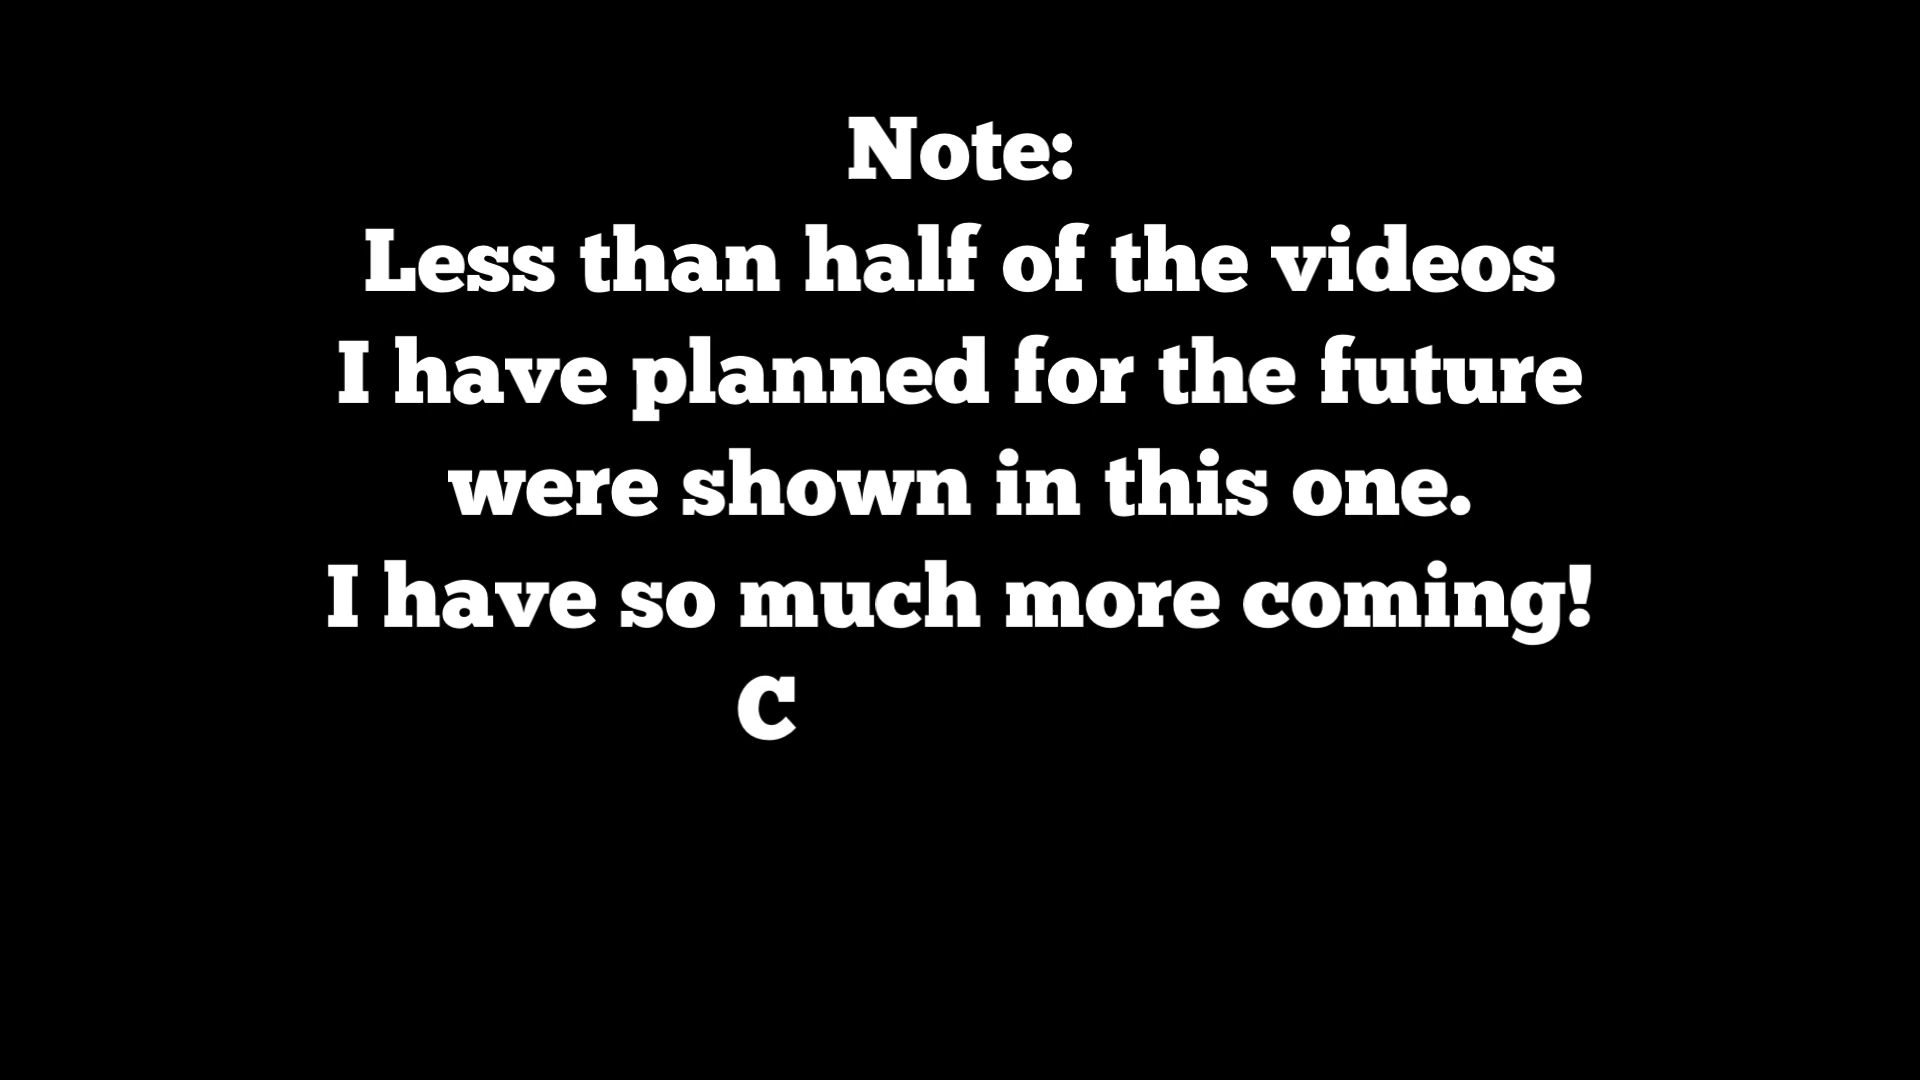 Note:
Less than half of the videos
I have planned for the future
were shown in this one.
I have so much more coming!
C